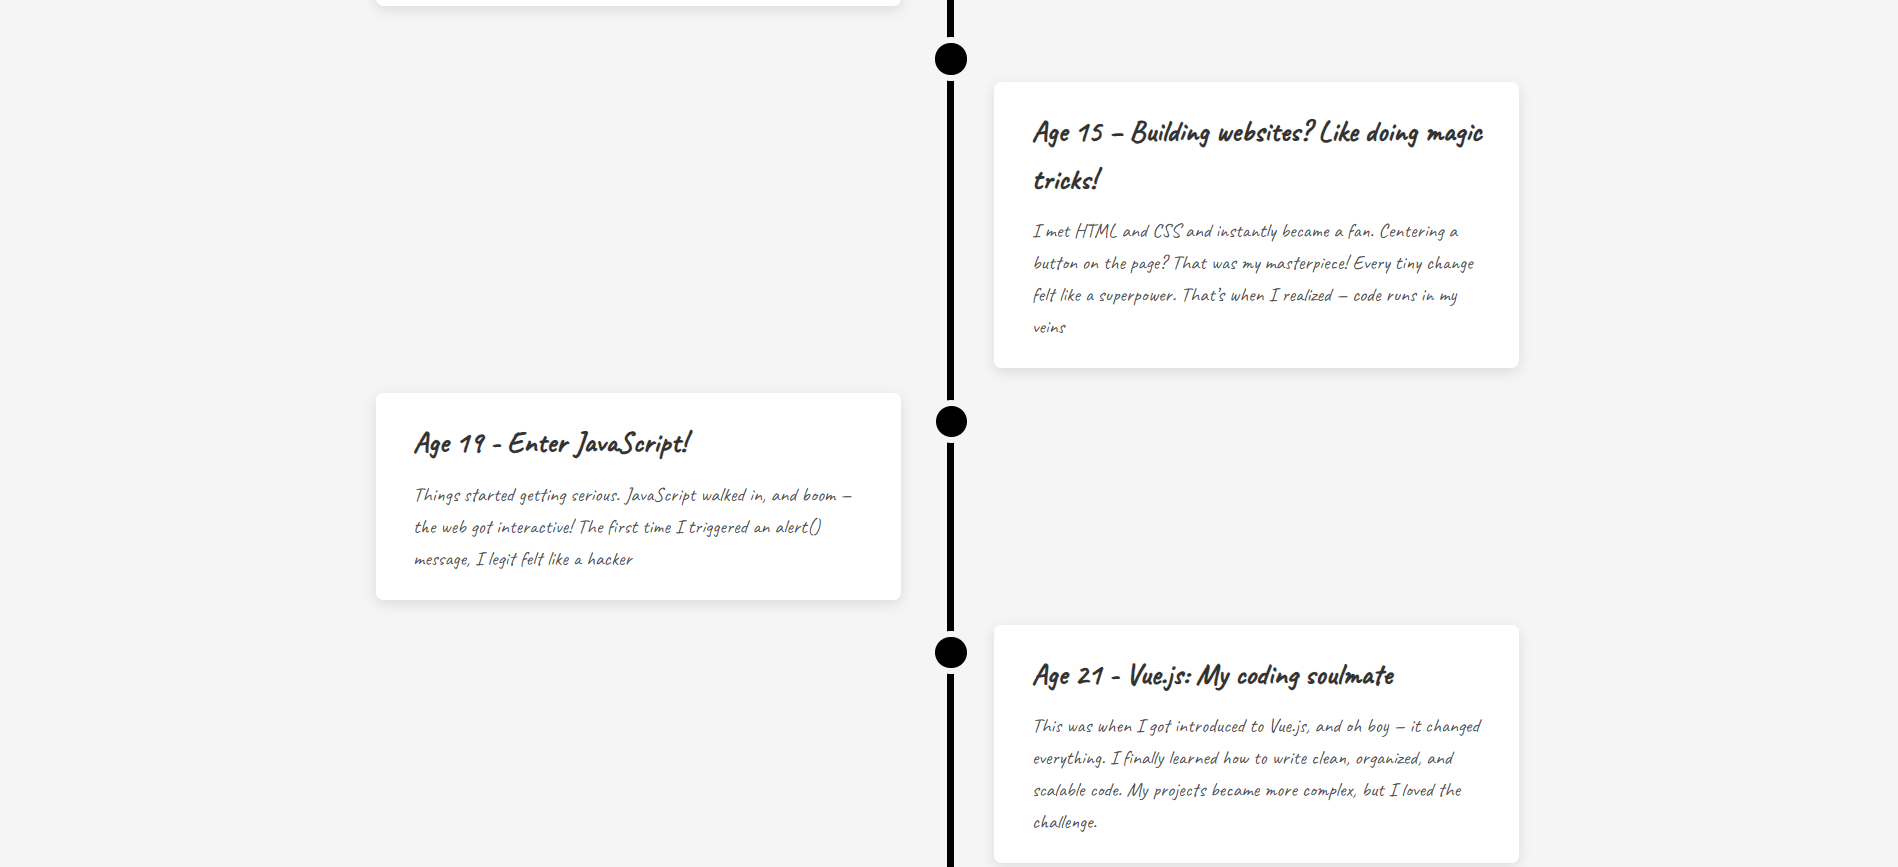 Age 15 – Building websites? Like doing magic
tricks!
I met HTML and CSS and instantly became a fan. Centering a
button on the page? That was my masterpiece! Every tiny change
felt like a superpower. That’s when I realized — code runs in my
veins
Age 19 - Enter JavaScript!
Things started getting serious. JavaScript walked in, and boom —
the web got interactive! The first time I triggered an alert()
message, I legit felt like a hacker
Age 21 - Vue.js: My coding soulmate
This was when I got introduced to Vue.js, and oh boy — it changed
everything. I finally learned how to write clean, organized, and
scalable code. My projects became more complex, but I loved the
challenge.